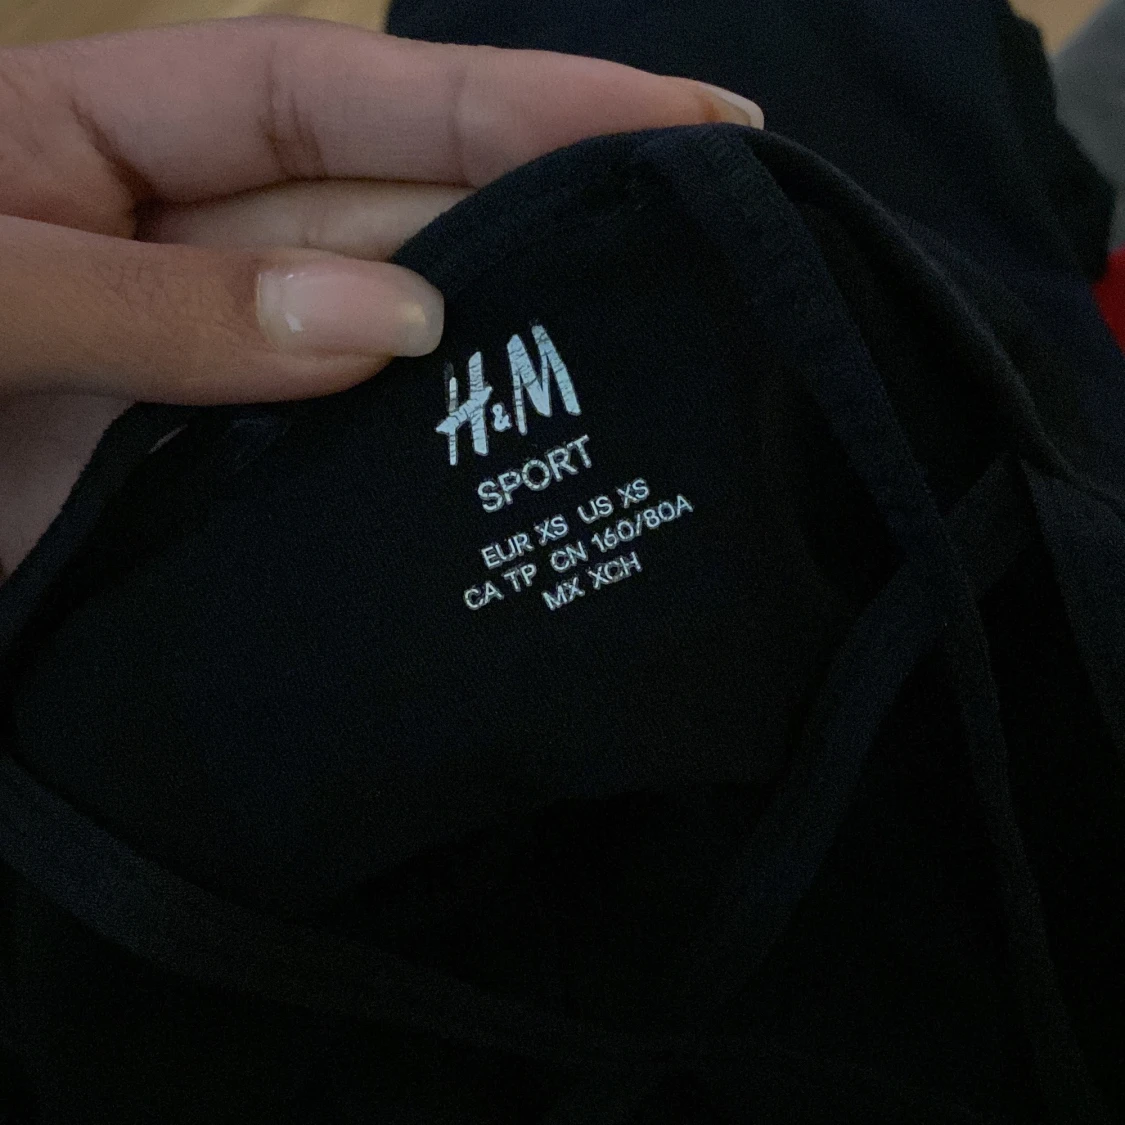 H&M
SPORT
EUR XS US XS
CA TP CN 160/80A
MX XCH